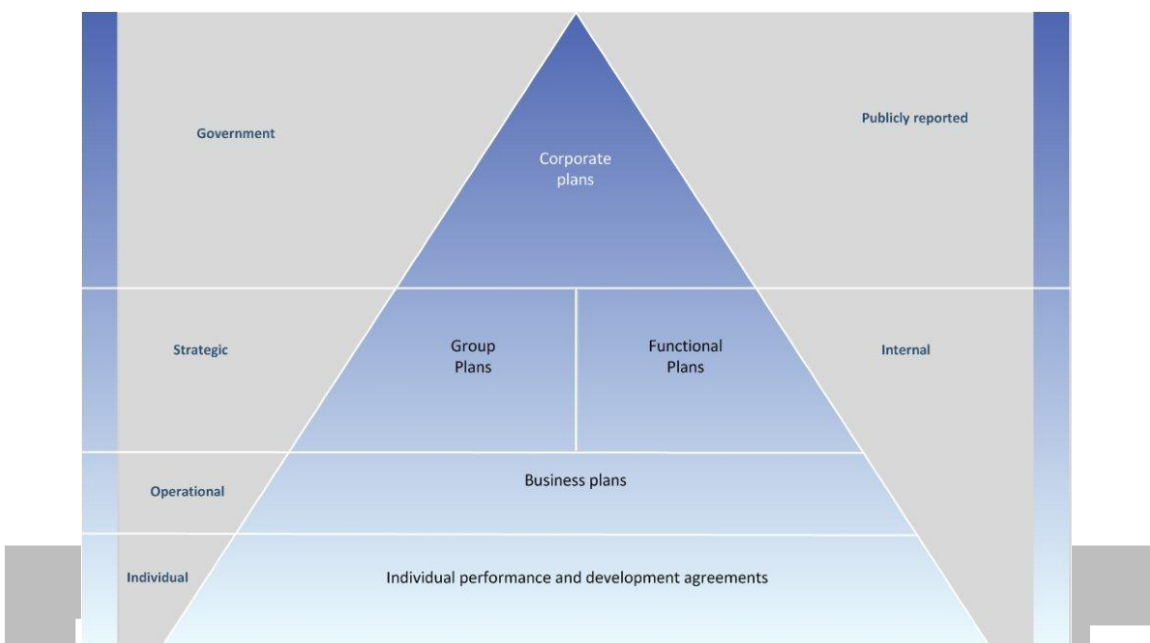 Government
Publicly reported
Corporate
plans
Strategic
Group
Plans
Functional
Plans
Internal
Operational
Business plans
Individual
Individual performance and development agreements